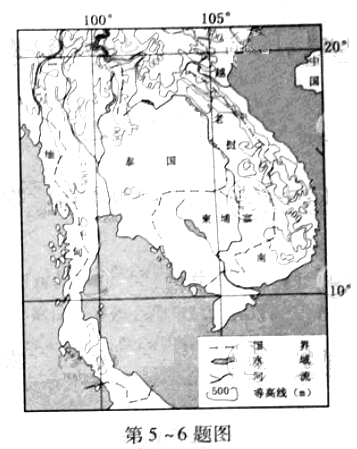 100°
105°
20°
越
中
国
缅
老
挝
泰 国
柬 埔 寨
甸
南
10°
国 界
水 域
河 流
500 等高线（m）
第5~6题图